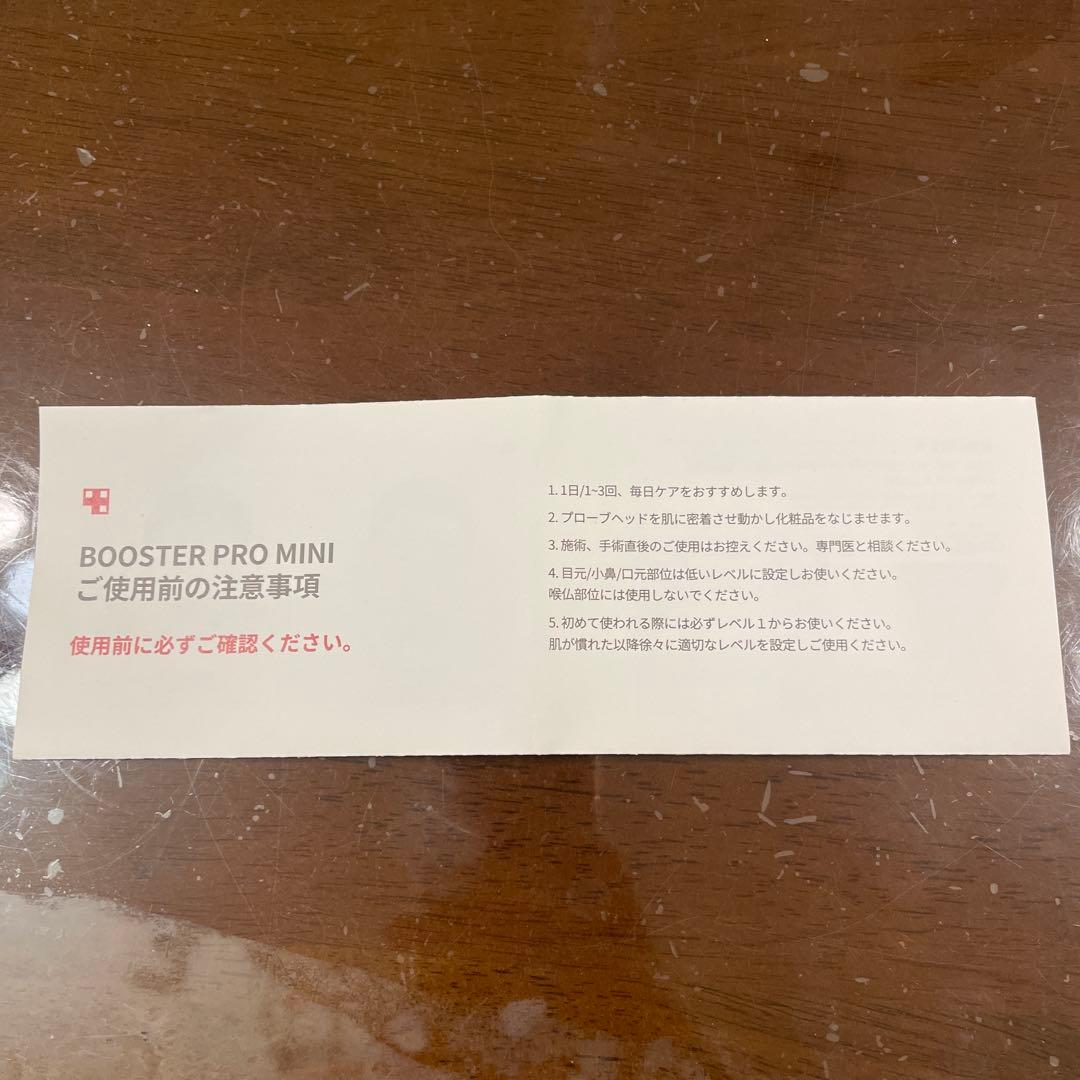 BOOSTER PRO MINI
ご使用前の注意事項
使用前に必ずご確認ください。
1. 1日/1~3回、毎日ケアをおすすめします。
2. プローブヘッドを肌に密着させ動かし化粧品をなじませます。
3. 施術、手術直後のご使用はお控えください。専門医と相談ください。
4. 目元/小鼻/口元部位は低いレベルに設定しお使いください。
喉仏部位には使用しないでください。
5. 初めて使われる際には必ずレベル１からお使いください。
肌が慣れた以降徐々に適切なレベルを設定しご使用ください。